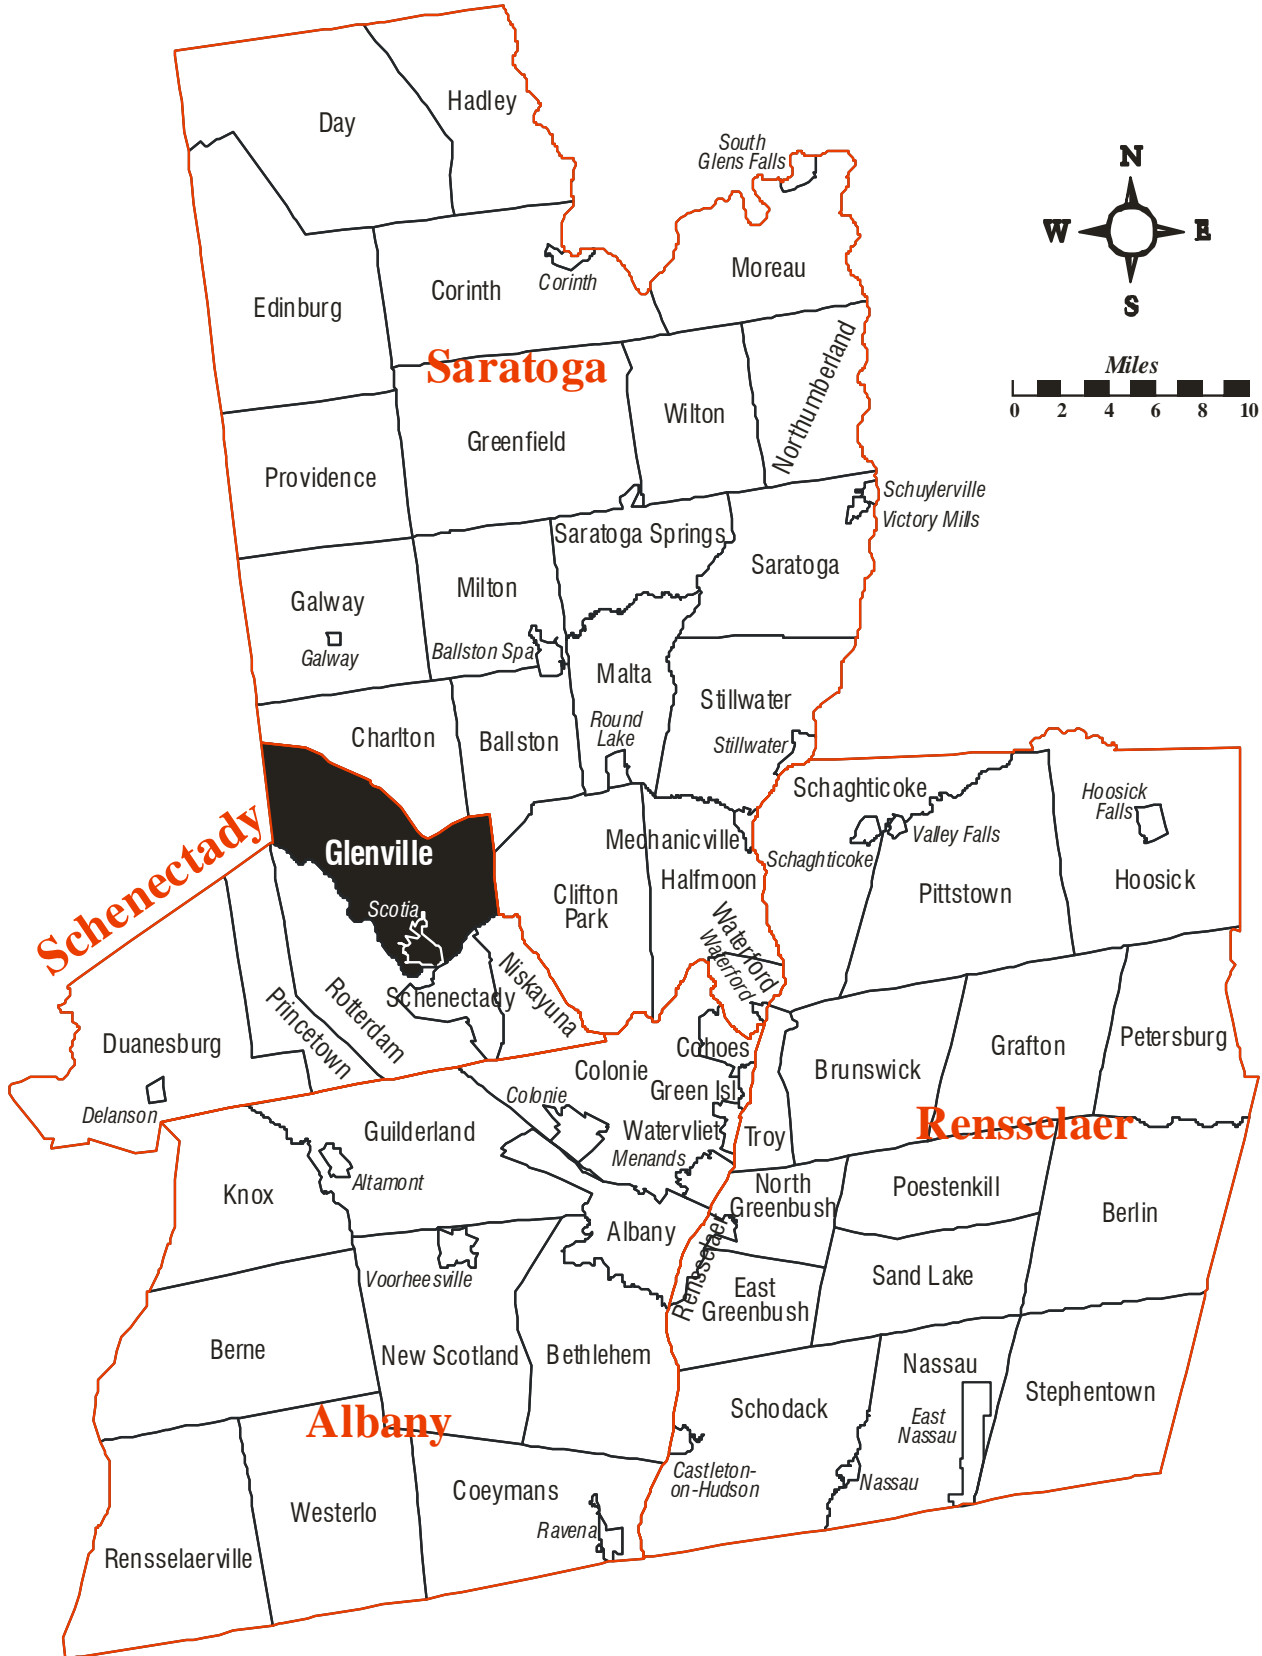 Hadley
Day
South
Glens Falls
N
W
E
S
Moreau
Corinth
Corinth
Edinburg
Northumberland
Saratoga
Miles
0 2 4 6 8 10
Wilton
Greenfield
Providence
Schuylerville
Victory Mills
Saratoga Springs
Saratoga
Milton
Galway
Galway
Ballston Spa
Malta
Stillwater
Round
Lake
Stillwater
Charlton
Ballston
Schaghticoke
Hoosick
Falls
Mechanicville
Valley Falls
Schaghticoke
Schenectady
Glenville
Halfmoon
Hoosick
Clifton
Park
Pittstown
Scotia
Waterford
Waterford
Niskayuna
Schenectady
Rotterdam
Princetown
Duanesburg
Cohoes
Petersburg
Grafton
Colonie
Brunswick
Green Isl.
Colonie
Delanson
Rensselaer
Guilderland
Watervliet
Troy
Menands
Altamont
Knox
North
Greenbush
Poestenkill
Berlin
Albany
Rensselaer
Voorheesville
Sand Lake
East
Greenbush
Berne
New Scotland
Bethlehem
Nassau
Stephentown
Albany
Schodack
East
Nassau
Castleton-
on-Hudson
Nassau
Coeymans
Westerlo
Ravena
Rensselaerville